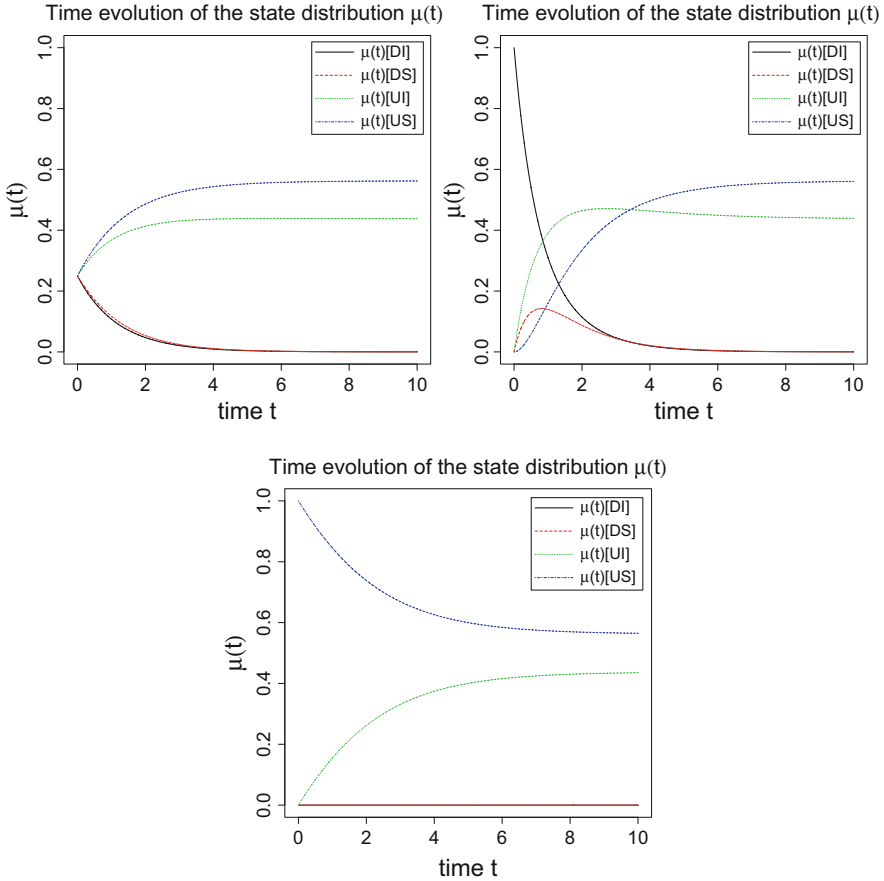 Time evolution of the state distribution μ(t)
μ(t)
1.0
0.8
0.6
0.4
0.2
0.0
μ(t)[DI]
μ(t)[DS]
μ(t)[UI]
μ(t)[US]
0 2 4 6 8 10
time t
Time evolution of the state distribution μ(t)
μ(t)
1.0
0.8
0.6
0.4
0.2
0.0
μ(t)[DI]
μ(t)[DS]
μ(t)[UI]
μ(t)[US]
0 2 4 6 8 10
time t
Time evolution of the state distribution μ(t)
μ(t)
1.0
0.8
0.6
0.4
0.2
0.0
μ(t)[DI]
μ(t)[DS]
μ(t)[UI]
μ(t)[US]
0 2 4 6 8 10
time t